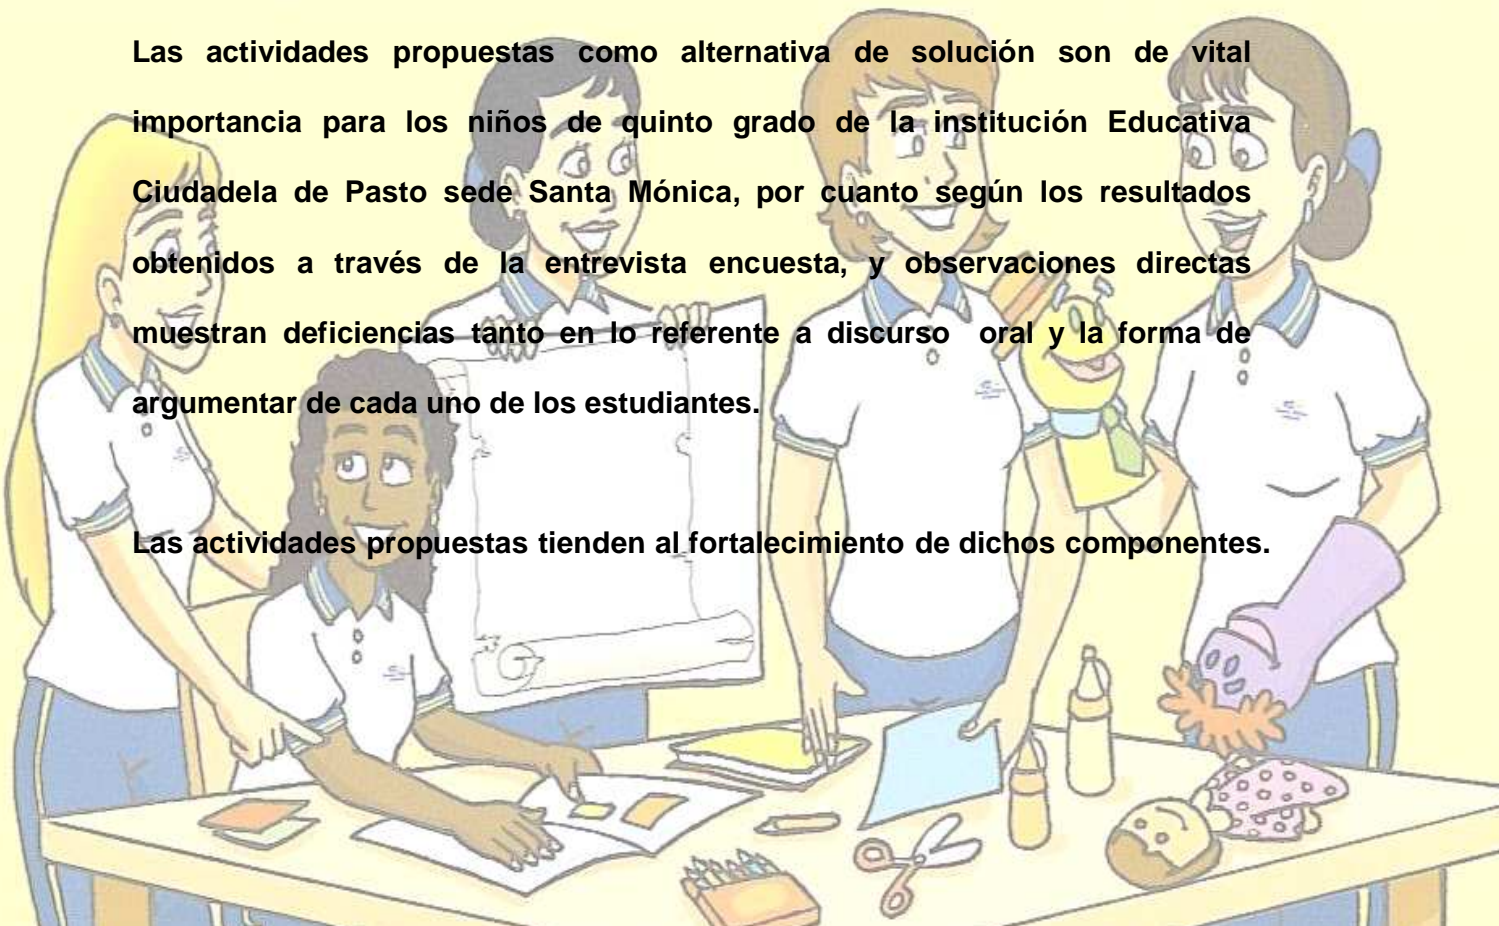 Las actividades propuestas como alternativa de solución son de vital
importancia para los niños de quinto grado de la institución Educativa
Ciudadela de Pasto sede Santa Mónica, por cuanto según los resultados
obtenidos a través de la entrevista encuesta, y observaciones directas
muestran deficiencias tanto en lo referente a discurso oral y la forma de
argumentar de cada uno de los estudiantes.
Las actividades propuestas tienden al fortalecimiento de dichos componentes.